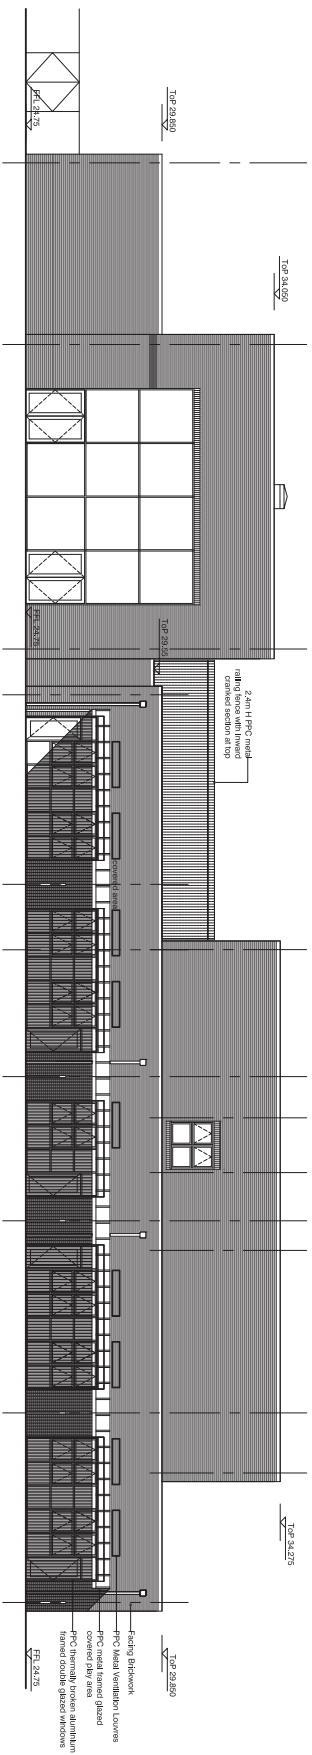 ToP 29.850
FFL 24.75
ToP 34.050
FFL 24.75
ToP 29.55
2.4m H PPC metal
railing fence with inward
cranked section at top
covered area
ToP 34.275
ToP 29.850
FFL 24.75
Facing Brickwork
PPC Metal Ventilation Louvres
PPC metal framed glazed
covered play area
PPC thermally broken aluminium
framed double glazed windows